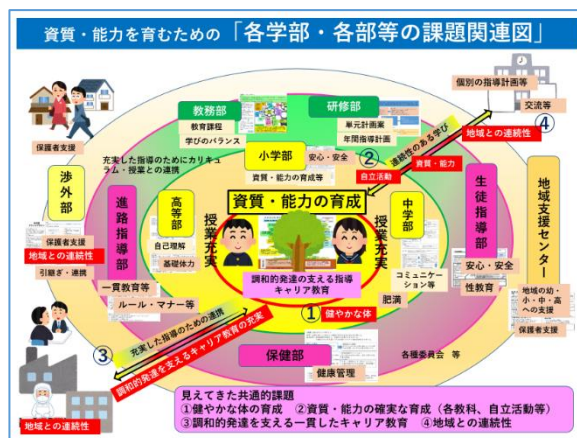 資質・能力を育むための「各学部・各部等の課題関連図」
個別の指導計画等
交流等
④
地域との連続性
保護者支援
教務部
教育課程
学びのバランス
研修部
単元計画案
年間指導計画
連続性のある学び
資質・能力
②
自立活動
充実した指導のためにカリキュ
ラム・授業との連携
小学部
安心・安全
資質・能力の育成等
渉外部
保護者支援
地域との連続性
引継ぎ・連携
進路指導部
一貫教育等
ルール・マナー等
高等部
自己理解
基礎体力
授業充実
資質・能力の育成
調和的発達の支える指導
キャリア教育
授業充実
中学部
コミュニケー
ション等
肥満
生徒指導部
安心・安全
性教育
地域支援センター
地域の幼・
小・中・高
への支援
保護者支援
①
健やかな体
③
充実した指導のための連携
調和的発達を支えるキャリア教育の充実
保健部
健康管理
各種委員会 等
地域との連続性
見えてきた共通的課題
①健やかな体の育成 ②資質・能力の確実な育成（各教科、自立活動等）
③調和的発達を支える一貫したキャリア教育 ④地域との連続性